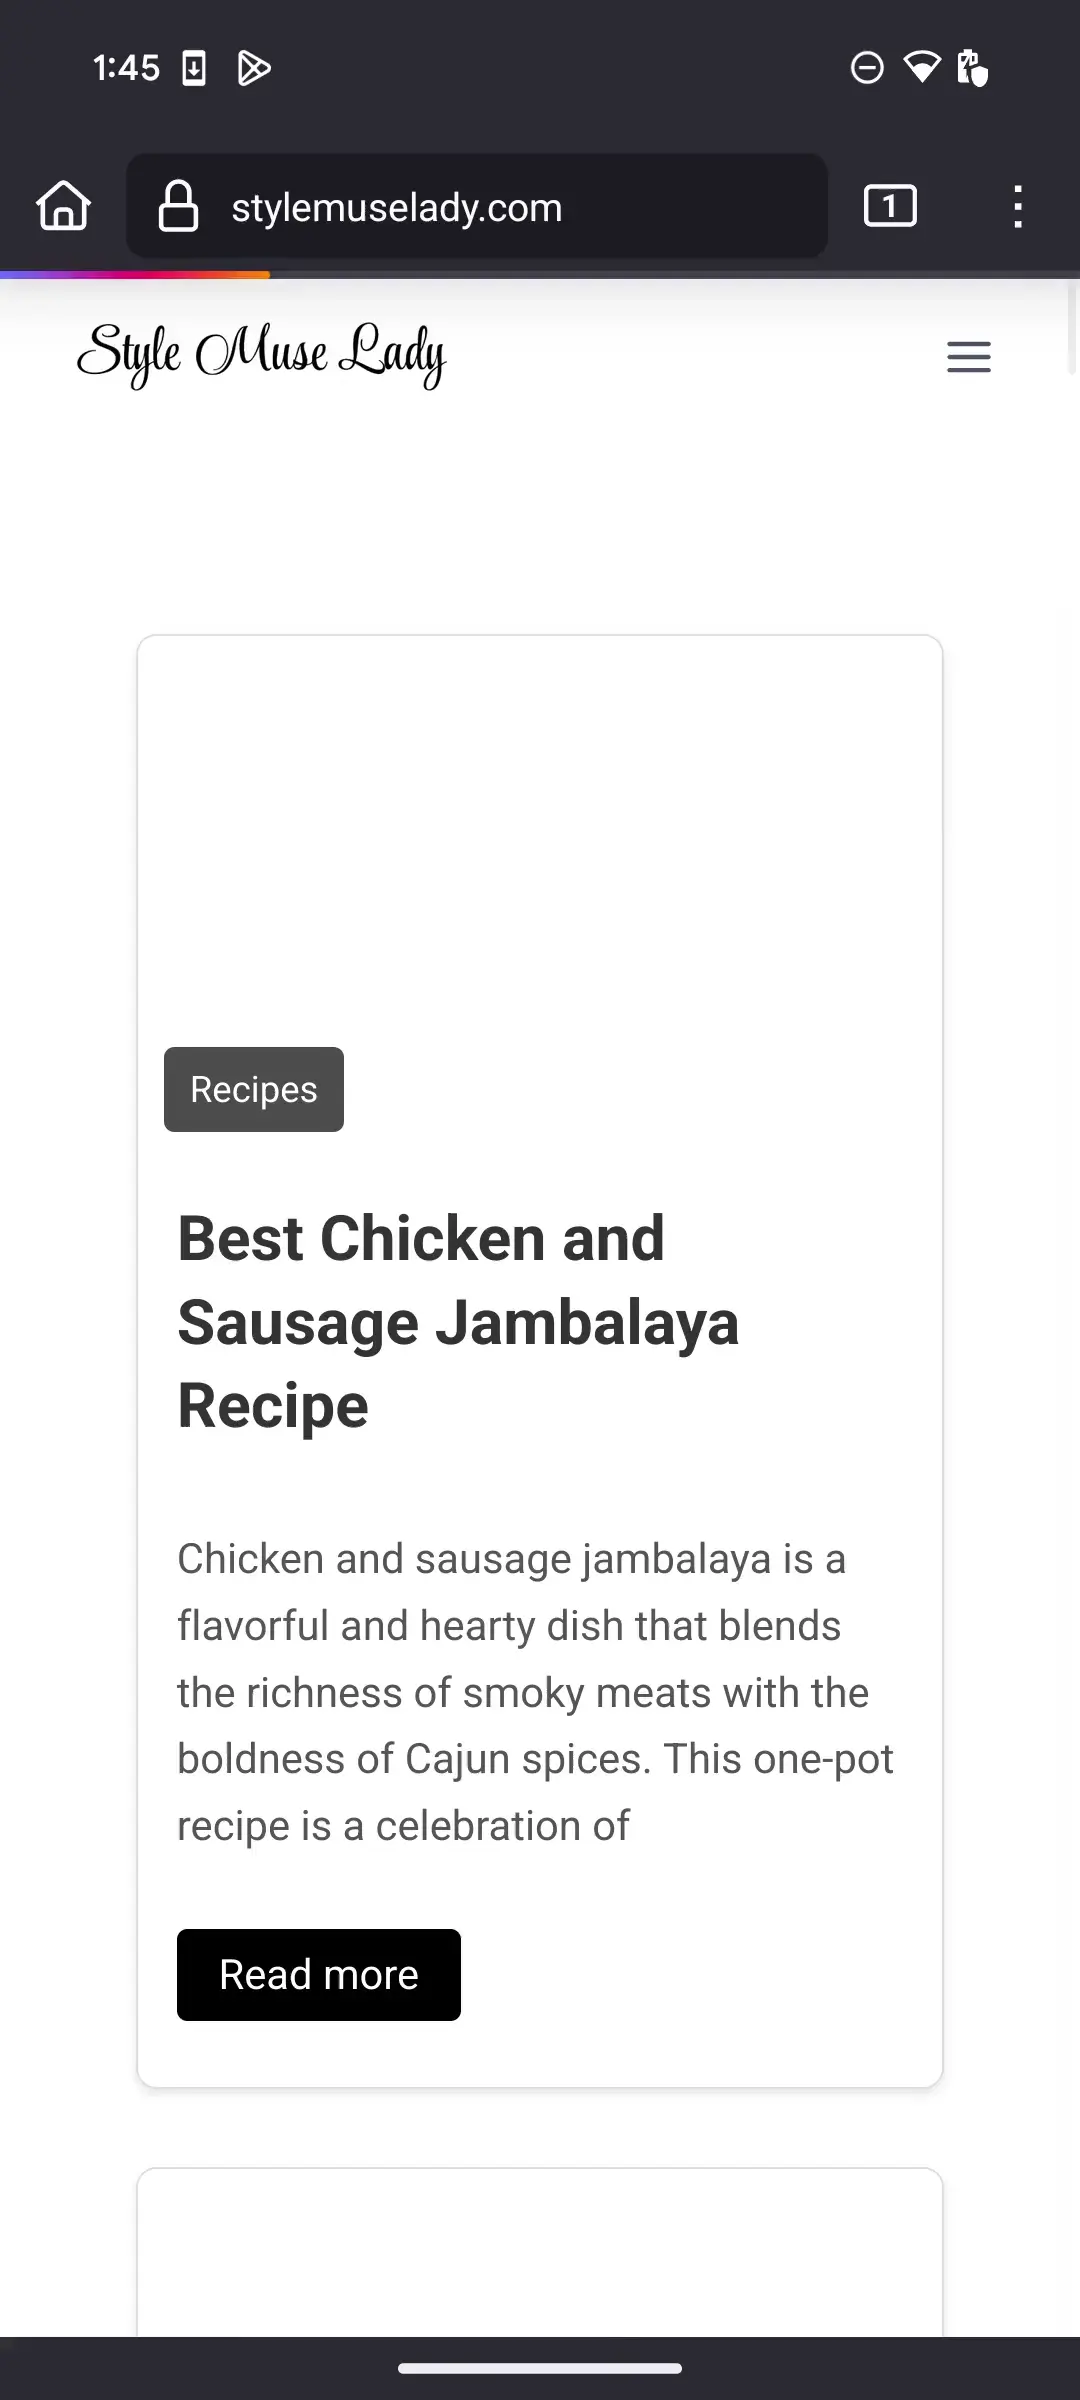 1:45
stylemuselady.com
1
Style Muse Lady
Recipes
Best Chicken and
Sausage Jambalaya
Recipe
Chicken and sausage jambalaya is a
flavorful and hearty dish that blends
the richness of smoky meats with the
boldness of Cajun spices. This one-pot
recipe is a celebration of
Read more